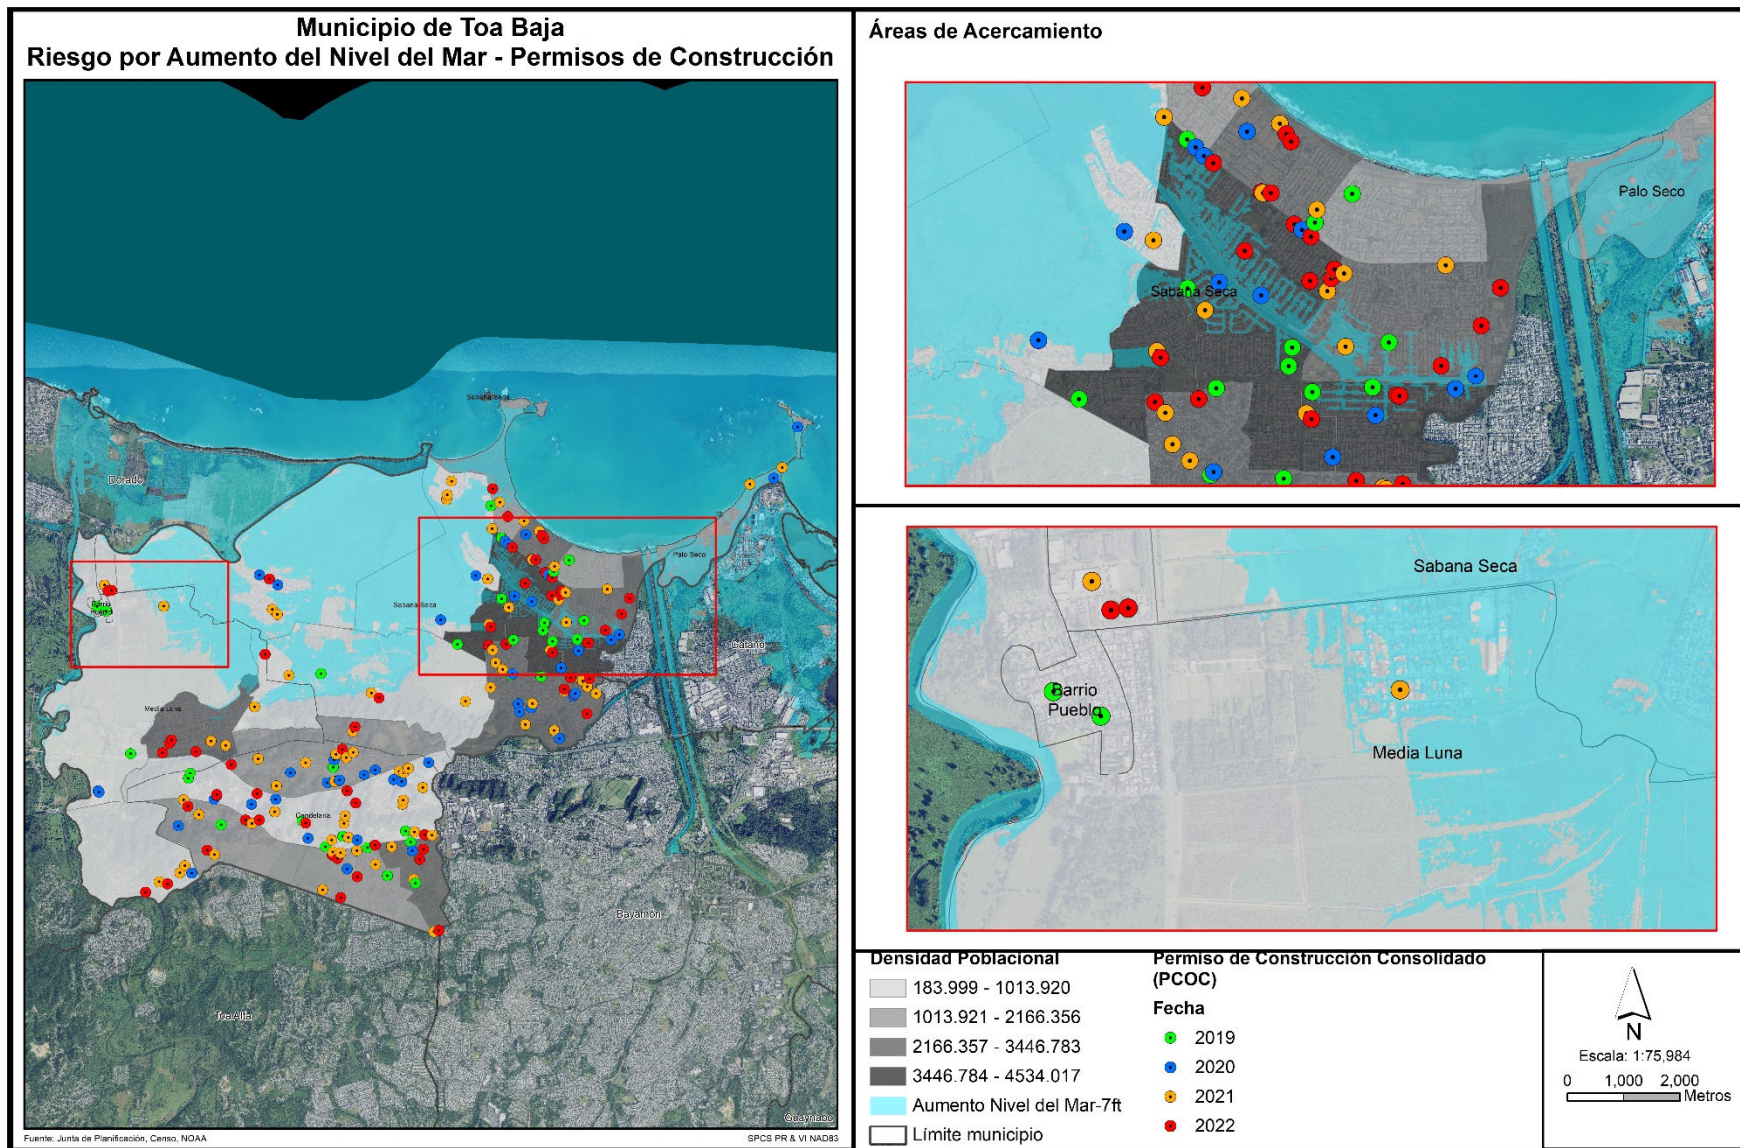 Municipio de Toa Baja
Riesgo por Aumento del Nivel del Mar - Permisos de Construcción
Sabana Seca
Dorado
Palo Seco
Barrio
Pueblo
Sabana Seca
Cataño
Media Luna
Candelaria
Bayamón
Toa Alta
Guaynabo
Fuente: Junta de Planificación, Censo, NOAA
SPCS PR & VI NAD83
Áreas de Acercamiento
Palo Seco
Sabana Seca
Sabana Seca
Barrio
Pueblo
Media Luna
Densidad Poblacional
183.999 - 1013.920
1013.921 - 2166.356
2166.357 - 3446.783
3446.784 - 4534.017
Aumento Nivel del Mar-7ft
Límite municipio
Permiso de Construcción Consolidado
(PCOC)
Fecha
2019
2020
2021
2022
N
Escala: 1:75,984
0 1,000 2,000
Metros